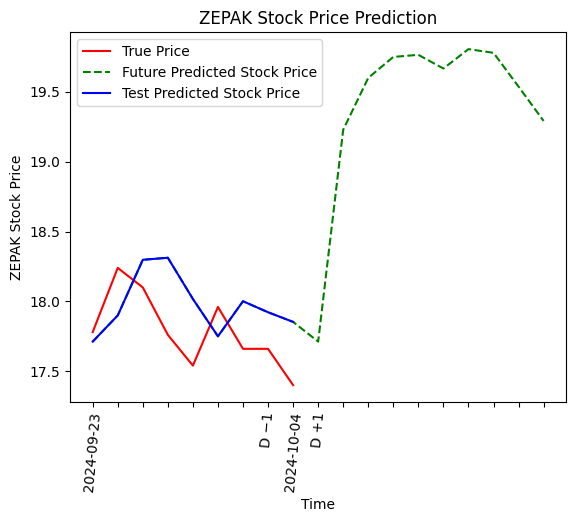 ZEPAK Stock Price Prediction
True Price
Future Predicted Stock Price
Test Predicted Stock Price
ZEPAK Stock Price
19.5
19.0
18.5
18.0
17.5
2024-09-23
D −1
2024-10-04
D +1
Time